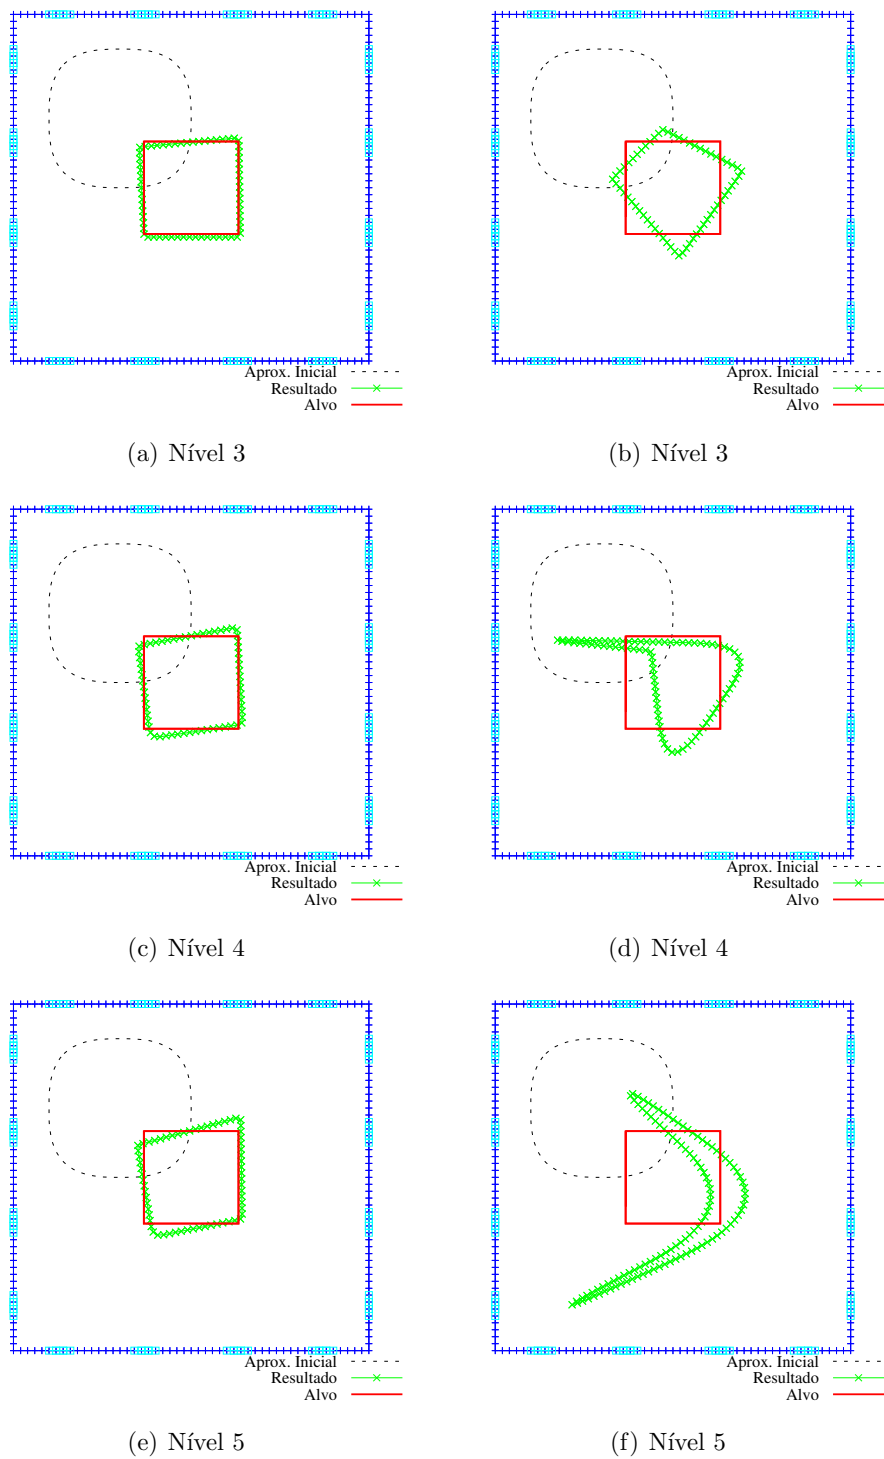 Aprox. Inicial
Resultado
Alvo
Aprox. Inicial
Resultado
Alvo
(a) Nível 3
(b) Nível 3
Aprox. Inicial
Resultado
Alvo
Aprox. Inicial
Resultado
Alvo
(c) Nível 4
(d) Nível 4
Aprox. Inicial
Resultado
Alvo
Aprox. Inicial
Resultado
Alvo
(e) Nível 5
(f) Nível 5